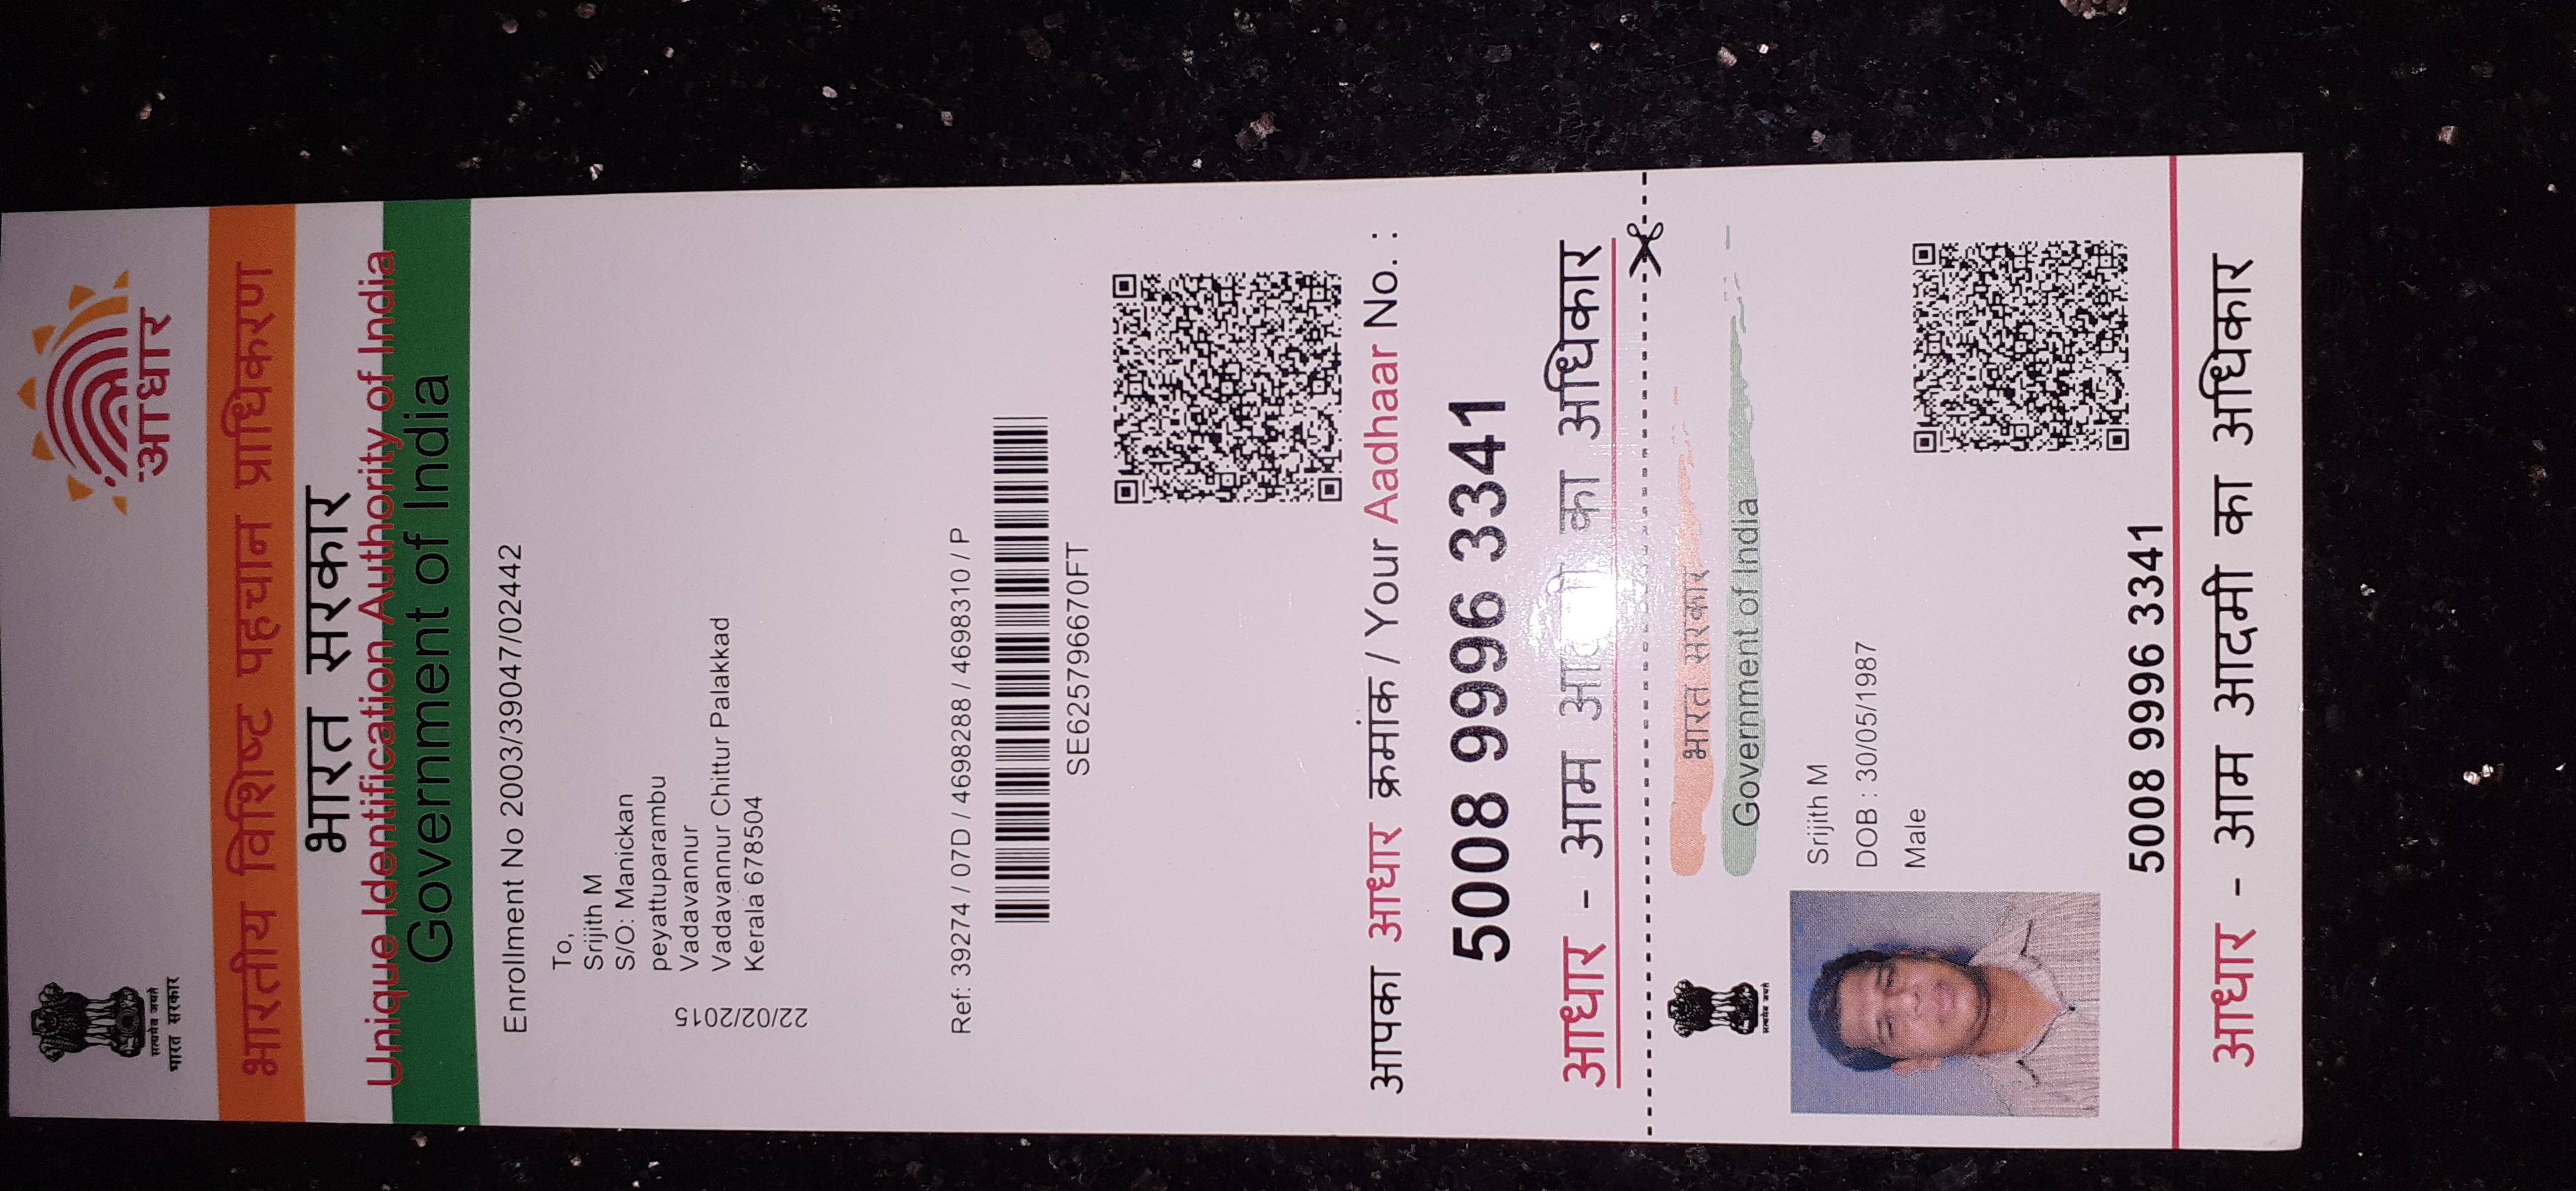 सत्यमेव जयते
भारत सरकार
आधार
भारतीय विशिष्ट पहचान प्राधिकरण
भारत सरकार
Unique Identification Authority of India
Government of India
Enrollment No 2003/39047/02442
To,
Srijith M
S/O: Manickan
peyattuparambu
Vadavannur
Vadavannur Chittur Palakkad
Kerala 678504
22/02/2015
Ref: 39274 / 07D / 4698288 / 4698310 / P
SE625796670FT
आपका आधार क्रमांक / Your Aadhaar No. :
5008 9996 3341
आधार - आम आदमी का अधिकार
सत्यमेव जयते
भारत सरकार
Government of India
Srijith M
DOB : 30/05/1987
Male
5008 9996 3341
आधार - आम आदमी का अधिकार